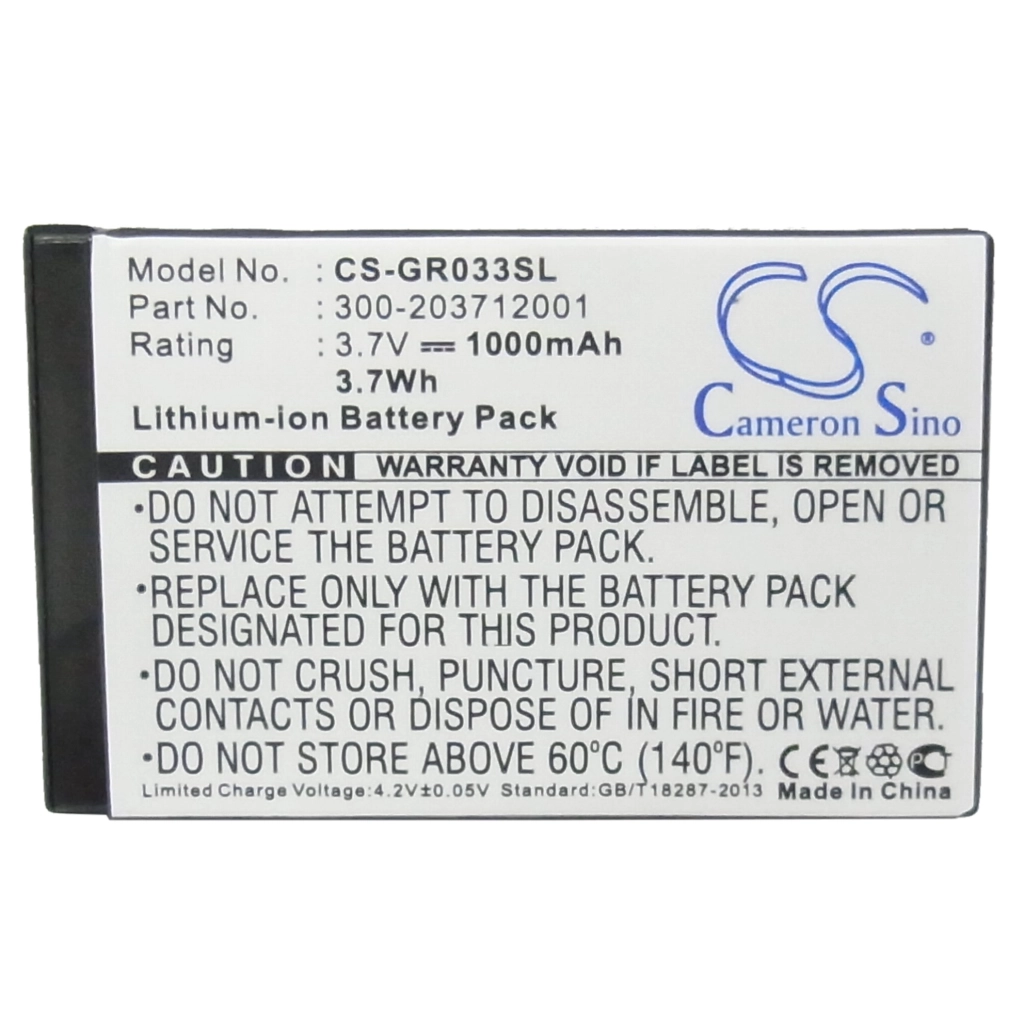 Model No. : CS-GR033SL
Part No. : 300-203712001
Rating : 3.7V ⎓ 1000mAh
3.7Wh
Lithium-ion Battery Pack
CS ®
Cameron Sino
CAUTION WARRANTY VOID IF LABEL IS REMOVED
•DO NOT ATTEMPT TO DISASSEMBLE, OPEN OR
SERVICE THE BATTERY PACK.
•REPLACE ONLY WITH THE BATTERY PACK
DESIGNATED FOR THIS PRODUCT.
•DO NOT CRUSH, PUNCTURE, SHORT EXTERNAL
CONTACTS OR DISPOSE OF IN FIRE OR WATER.
•DO NOT STORE ABOVE 60°C (140°F). CE PC
Limited Charge Voltage:4.2V±0.05V Standard:GB/T18287-2013 Made In China